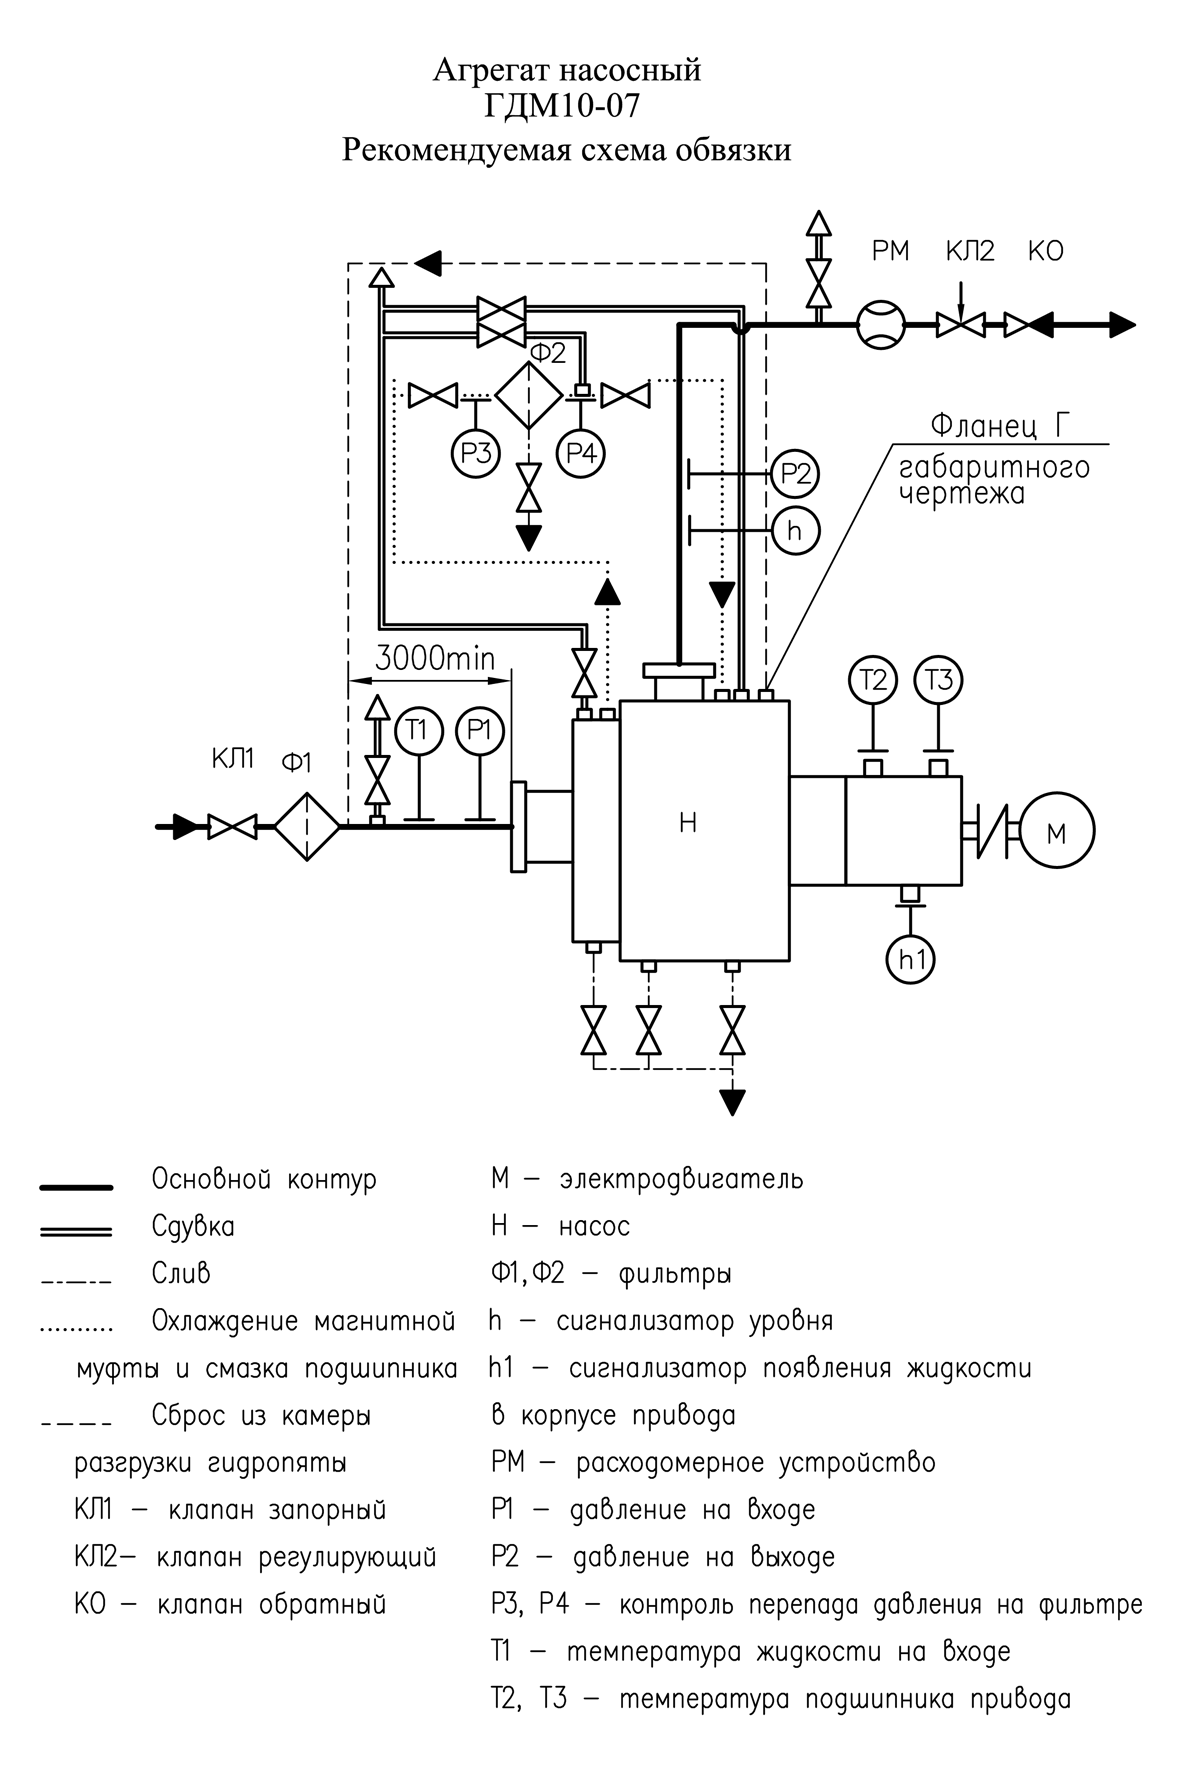 Агрегат насосный
ГДМ10-07
Рекомендуемая схема обвязки
РМ КЛ2 КО
Ф2
Р3 Р4
Р2
h
Фланец Г
габаритного
чертежа
3000min
Т2 Т3
Т1 Р1
КЛ1 Ф1
Н
М
h1
Основной контур
Сдувка
Слив
Охлаждение магнитной
муфты и смазка подшипника
Сброс из камеры
разгрузки гидропяты
КЛ1 – клапан запорный
КЛ2– клапан регулирующий
КО – клапан обратный
М – электродвигатель
Н – насос
Ф1,Ф2 – фильтры
h – сигнализатор уровня
h1 – сигнализатор появления жидкости
в корпусе привода
РМ – расходомерное устройство
Р1 – давление на входе
Р2 – давление на выходе
Р3, Р4 – контроль перепада давления на фильтре
Т1 – температура жидкости на входе
Т2, Т3 – температура подшипника привода